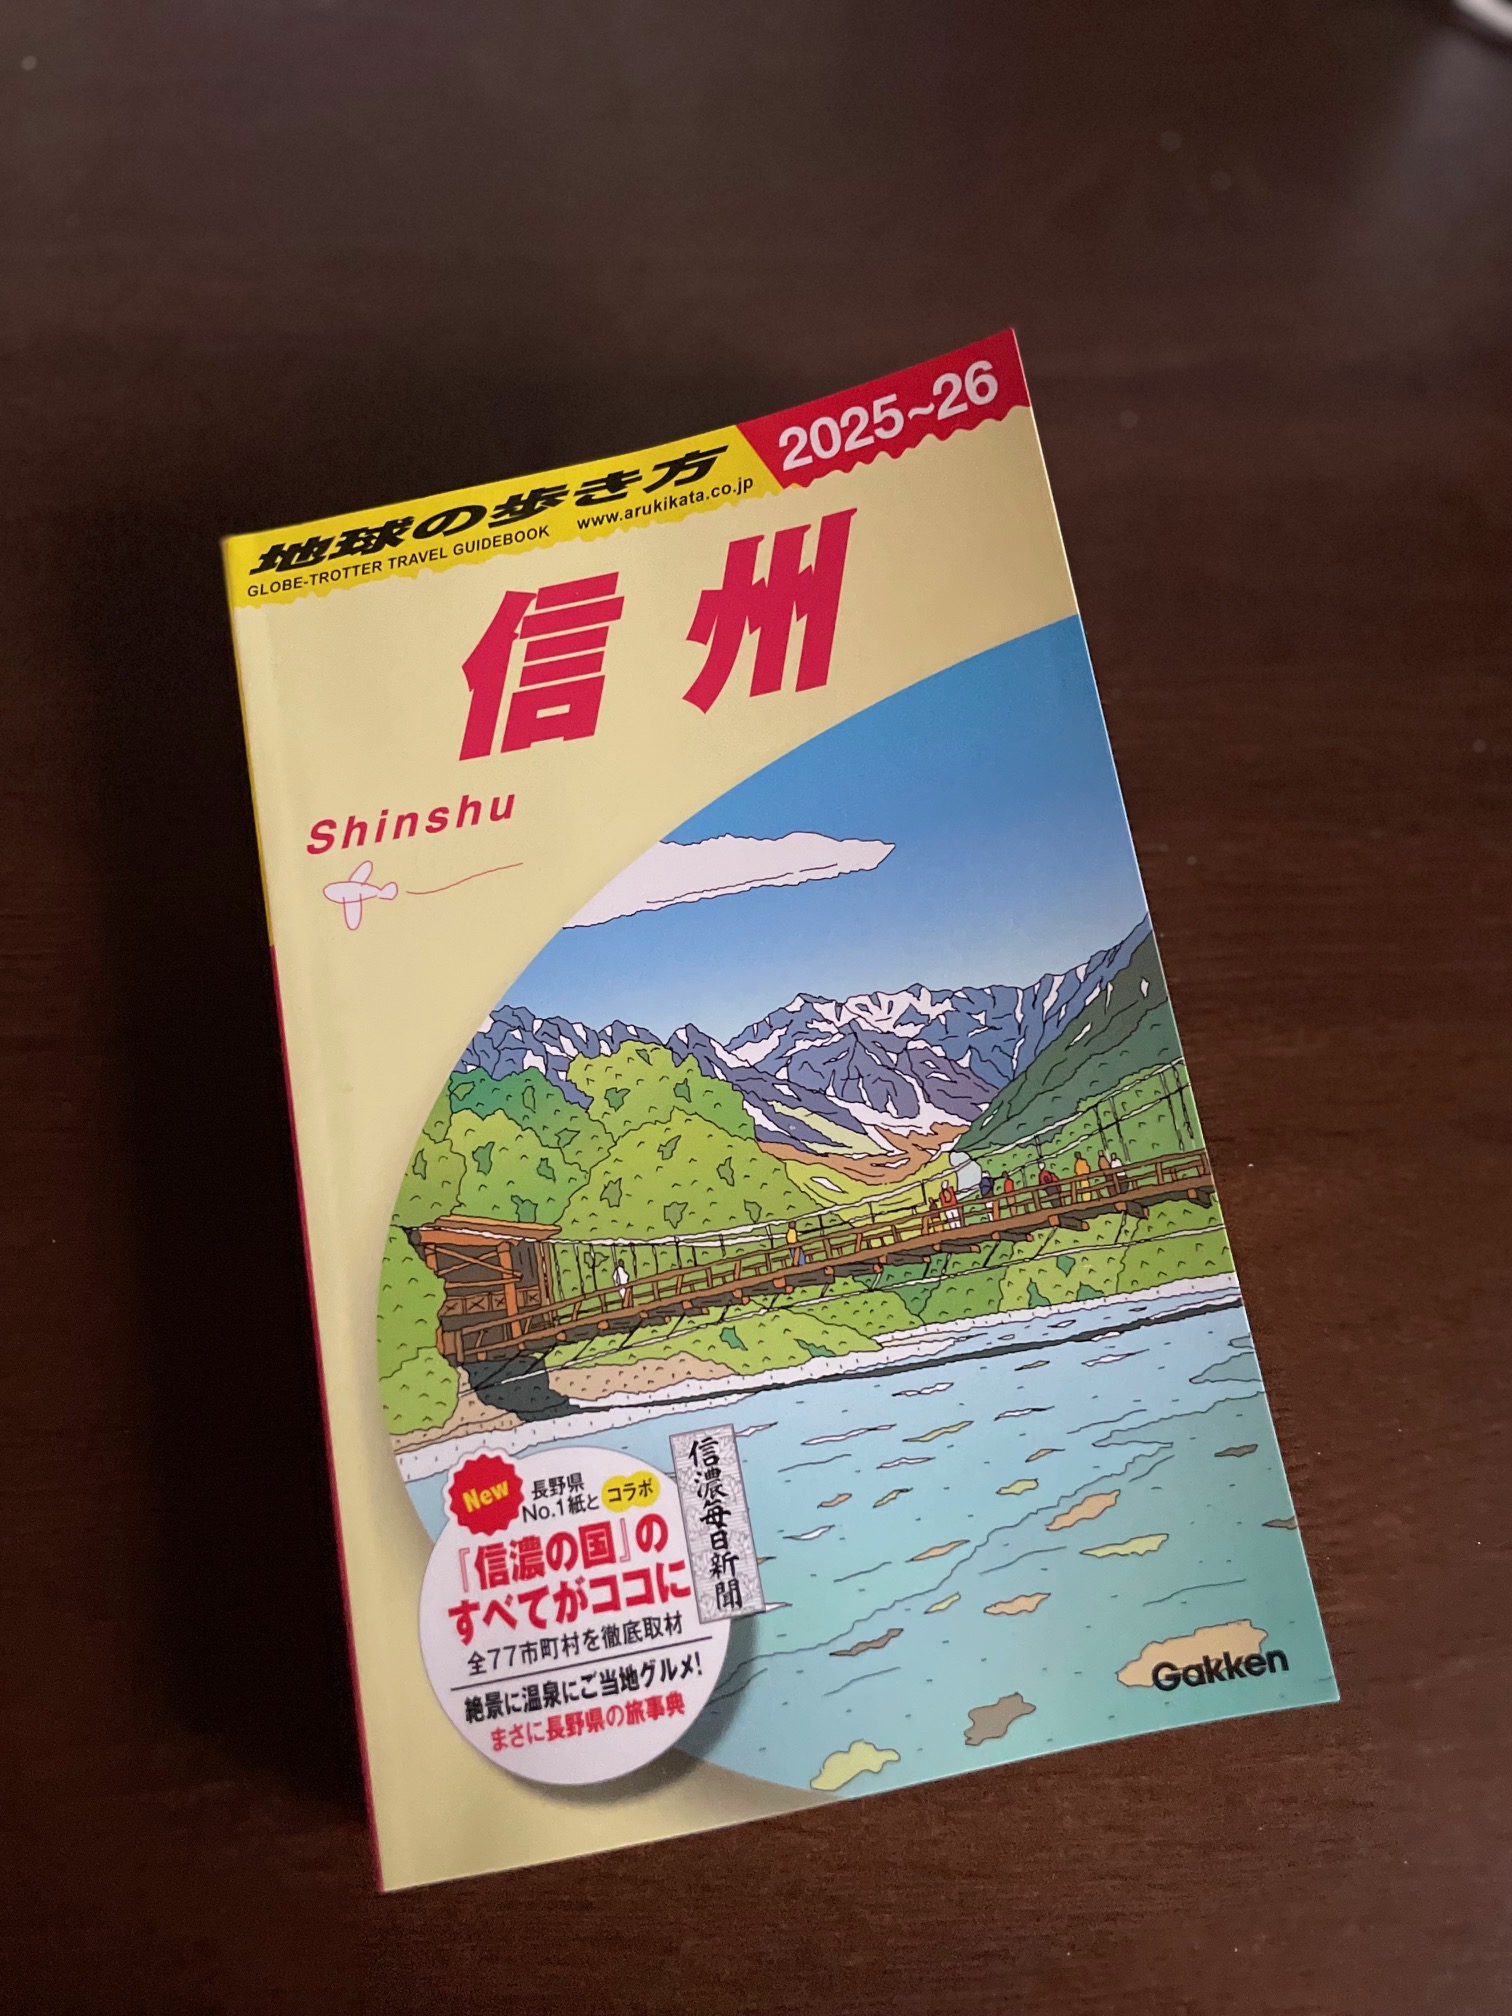 地球の歩き方
2025~26
GLOBE-TROTTER TRAVEL GUIDEBOOK
www.arukikata.co.jp
信州
Shinshu
New
長野県
No.1紙と
コラボ
『信濃の国』の
すべてがココに
全77市町村を徹底取材
絶景に温泉にご当地グルメ!
まさに長野県の旅事典
信濃毎日新聞
Gakken